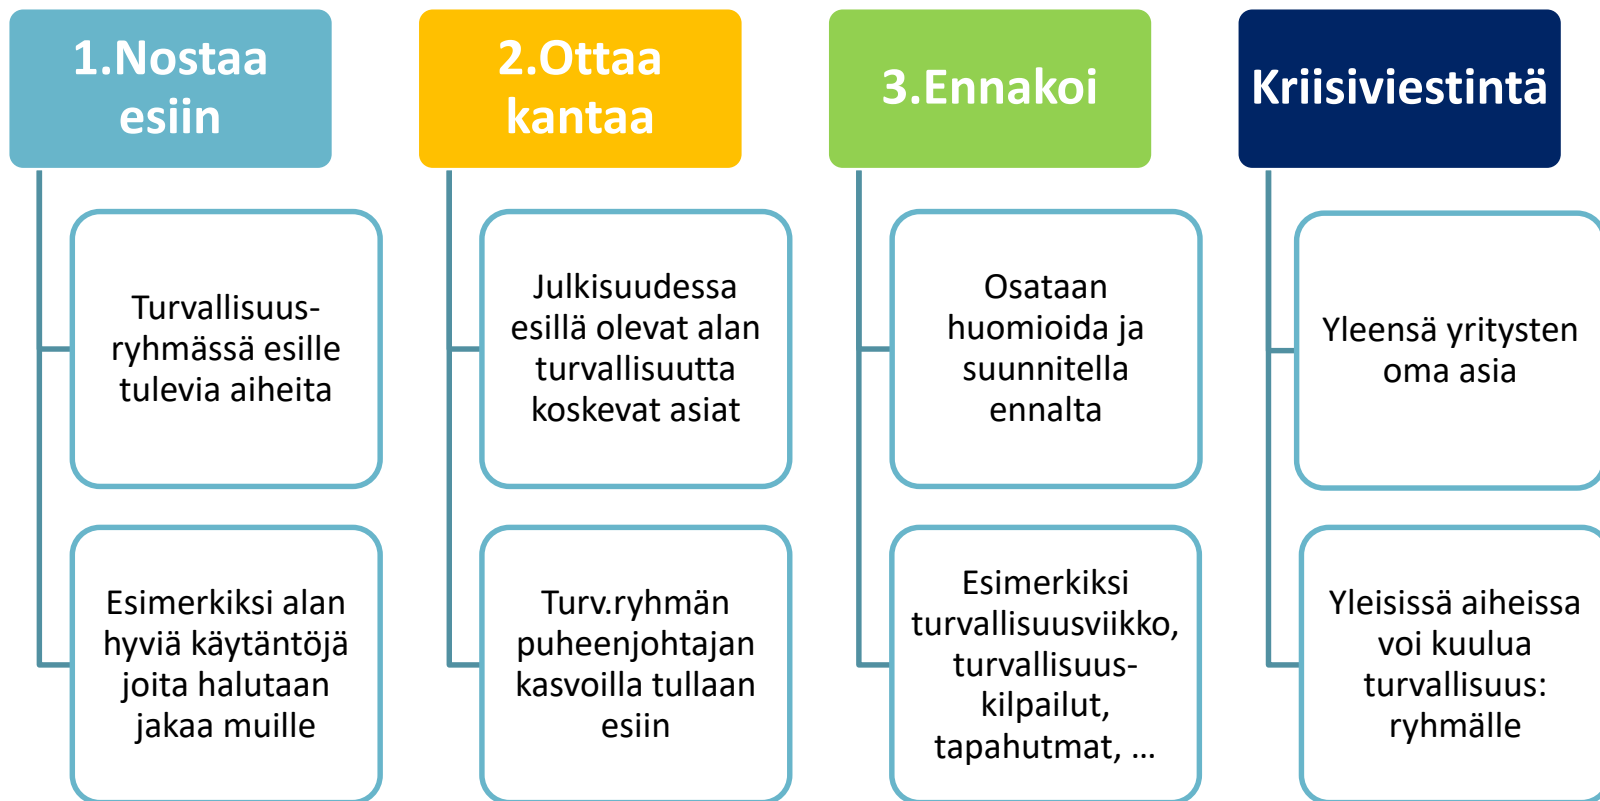 1.Nostaa
esiin
Turvallisuus-
ryhmässä esille
tulevia aiheita
Esimerkiksi alan
hyviä käytäntöjä
joita halutaan
jakaa muille
2.Ottaa
kantaa
Julkisuudessa
esillä olevat alan
turvallisuutta
koskevat asiat
Turv.ryhmän
puheenjohtajan
kasvoilla tullaan
esiin
3.Ennakoi
Osataan
huomioida ja
suunnitella
ennalta
Esimerkiksi
turvallisuusviikko,
turvallisuus-
kilpailut,
tapahutmat, ...
Kriisiviestintä
Yleensä yritysten
oma asia
Yleisissä aiheissa
voi kuulua
turvallisuus:
ryhmälle